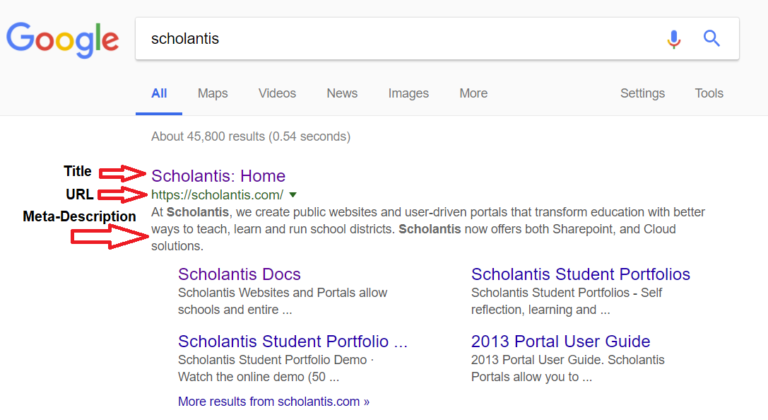 Google
scholantis
All Maps Videos News Images More Settings Tools
About 45,800 results (0.54 seconds)
Title
Scholantis: Home
URL
https://scholantis.com/
Meta-Description
At Scholantis, we create public websites and user-driven portals that transform education with better
ways to teach, learn and run school districts. Scholantis now offers both Sharepoint, and Cloud
solutions.
Scholantis Docs
Scholantis Websites and Portals allow
schools and entire ...
Scholantis Student Portfolios
Scholantis Student Portfolios - Self
reflection, learning and ...
Scholantis Student Portfolio ...
Scholantis Student Portfolio Demo ·
Watch the online demo (50 ...
2013 Portal User Guide
2013 Portal User Guide. Scholantis
Portals allow you to ...
More results from scholantis.com »